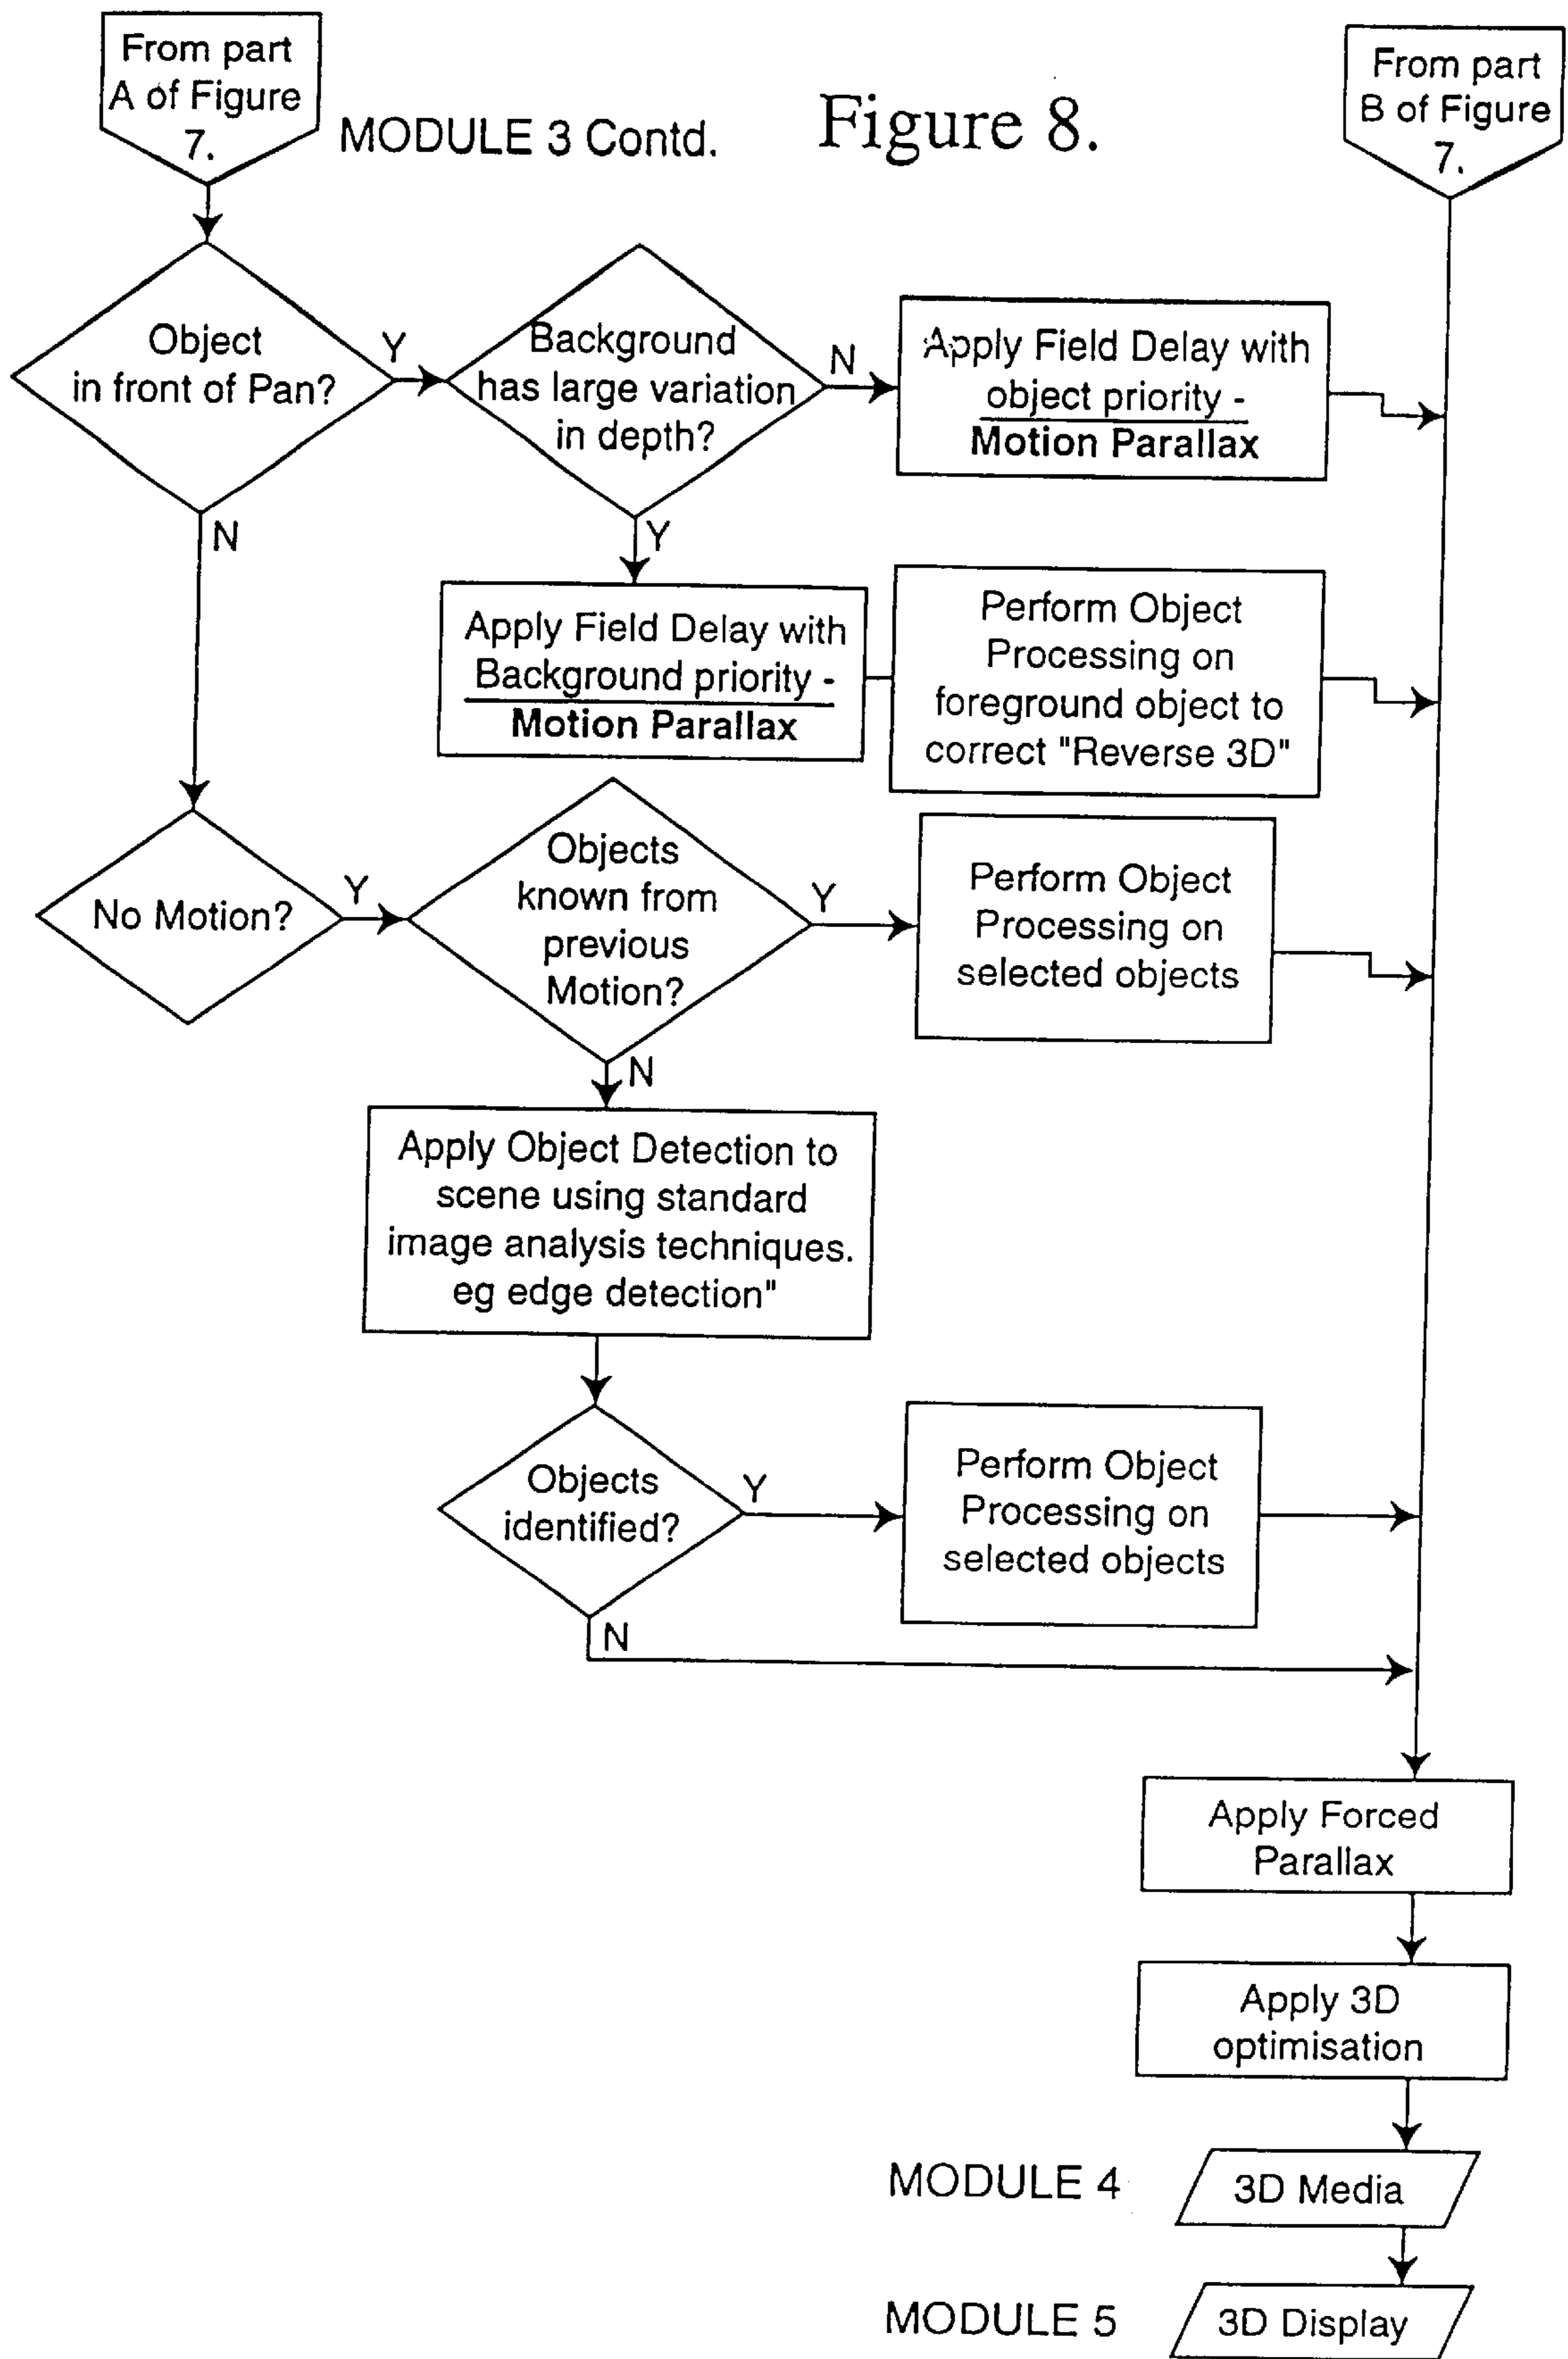 From part
A of Figure
7.
MODULE 3 Contd.
Figure 8.
From part
B of Figure
7.
Object
in front of Pan?
Y
Background
has large variation
in depth?
N
Apply Field Delay with
object priority -
Motion Parallax
N
Y
Apply Field Delay with
Background priority -
Motion Parallax
Perform Object
Processing on
foreground object to
correct "Reverse 3D"
No Motion?
Y
Objects
known from
previous
Motion?
Y
Perform Object
Processing on
selected objects
N
Apply Object Detection to
scene using standard
image analysis techniques.
eg edge detection"
Objects
identified?
Y
Perform Object
Processing on
selected objects
N
Apply Forced
Parallax
Apply 3D
optimisation
MODULE 4
3D Media
MODULE 5
3D Display